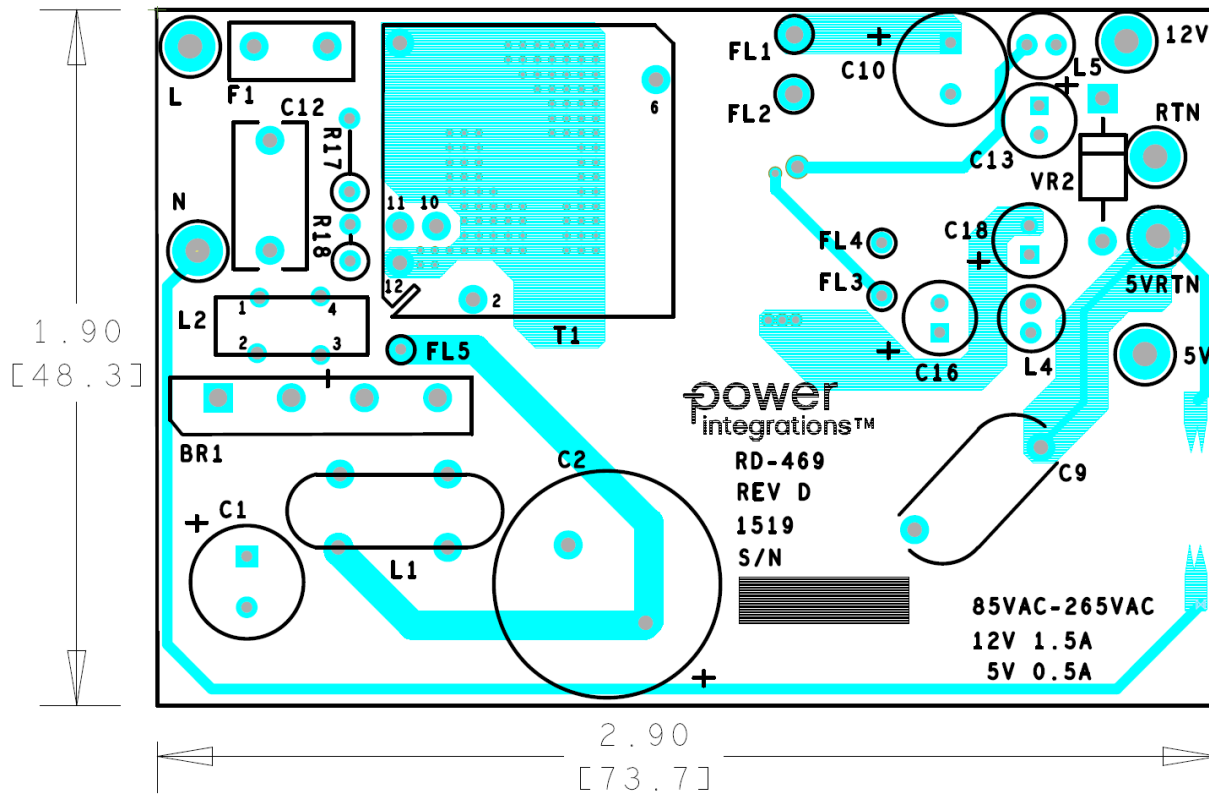 L
F1
C12
R17
R18
N
L2
1
4
2
3
BR1
C1
L1
11
10
12
2
6
T1
FL5
C2
FL1
FL2
C10
L5
12V
C13
VR2
RTN
FL4
FL3
C18
5VRTN
C16
L4
5V
C9
power
integrations™
RD-469
REV D
1519
S/N
85VAC-265VAC
12V 1.5A
5V 0.5A
1.90
[48.3]
2.90
[73.7]